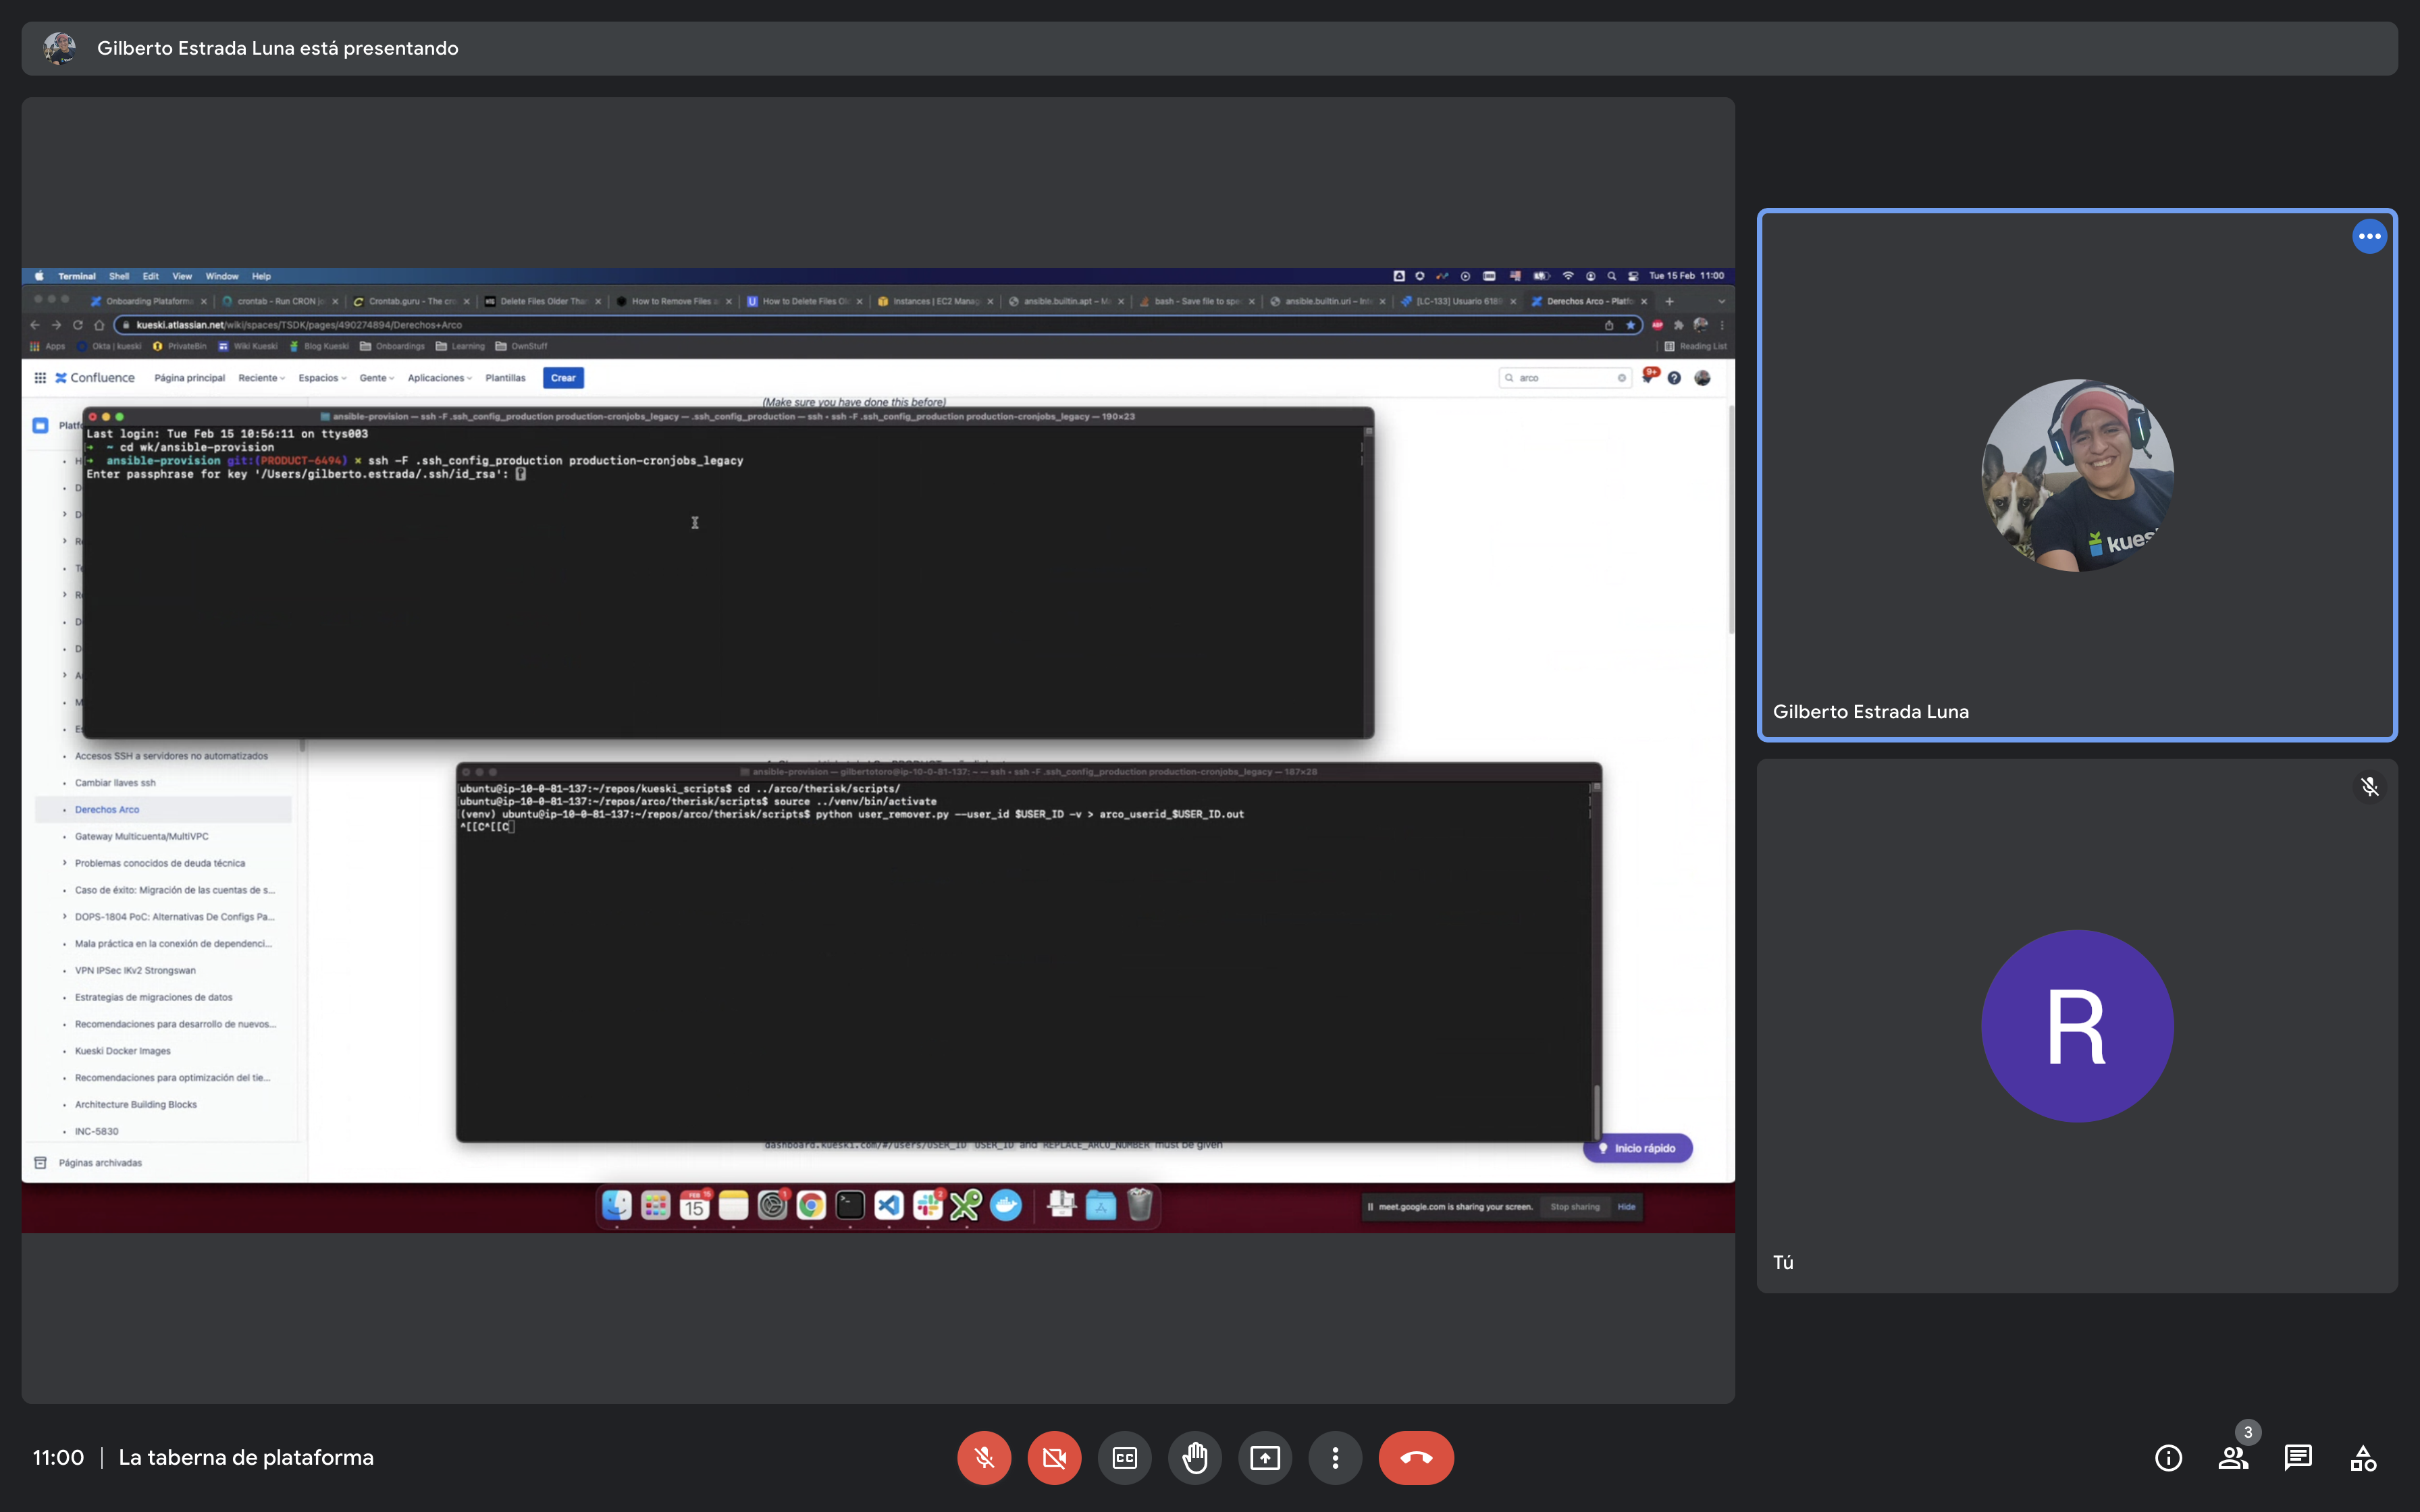 Gilberto Estrada Luna está presentando
Terminal Shell Edit View Window Help
Tue 15 Feb 11:00
Onboarding Plataforma
crontab - Run CRON
Crontab.guru - The cro
Delete Files Older Than
How to Remove Files
How to Delete Files
Instances | EC2 Manag
ansible.builtin.apt –
bash - Save file to spe
ansible.builtin.uri –
[LC-133] Usuario
Derechos Arco - Platfo
kueski.atlassian.net/wiki/spaces/TSDK/pages/490274894/Derechos+Arco
Apps Okta | kueski PrivateBin Wiki Kueski Blog Kueski Onboardings Learning OwnStuff
Reading List
Confluence Página principal Reciente Espacios Gente Aplicaciones Plantillas Crear
arco
9+
(Make sure you have done this before)
ansible-provision — ssh -F .ssh_config_production production-cronjobs_legacy — .ssh_config_production — ssh ‹ ssh -F .ssh_config_production production-cronjobs_legacy — 190×23
Last login: Tue Feb 15 10:56:11 on ttys003
➜ ~ cd wk/ansible-provision
➜ ansible-provision git:(PRODUCT-6494) × ssh -F .ssh_config_production production-cronjobs_legacy
Enter passphrase for key '/Users/gilberto.estrada/.ssh/id_rsa':
Accesos SSH a servidores no automatizados
Cambiar llaves ssh
Derechos Arco
Gateway Multicuenta/MultiVPC
Problemas conocidos de deuda técnica
Caso de éxito: Migración de las cuentas de s...
DOPS-1804 PoC: Alternativas De Configs Pa...
Mala práctica en la conexión de dependenci...
VPN IPSec IKv2 Strongswan
Estrategias de migraciones de datos
Recomendaciones para desarrollo de nuevos...
Kueski Docker Images
Recomendaciones para optimización del tie...
Architecture Building Blocks
INC-5830
Páginas archivadas
ansible-provision — gilbertotoro@ip-10-0-81-137: ~ — ssh ‹ ssh -F .ssh_config_production production-cronjobs_legacy — 187×28
ubuntu@ip-10-0-81-137:~/repos/kueski_scripts$ cd ../arco/therisk/scripts/
ubuntu@ip-10-0-81-137:~/repos/arco/therisk/scripts$ source ../venv/bin/activate
(venv) ubuntu@ip-10-0-81-137:~/repos/arco/therisk/scripts$ python user_remover.py --user_id $USER_ID -v > arco_userid_$USER_ID.out
^[[C^[[C
dashboard.kueski.com/#/users/USER_ID USER_ID and REPLACE_ARCO_NUMBER must be given
Inicio rápido
FEB 15
meet.google.com is sharing your screen. Stop sharing Hide
kues
Gilberto Estrada Luna
R
Tú
11:00 | La taberna de plataforma
CC
3